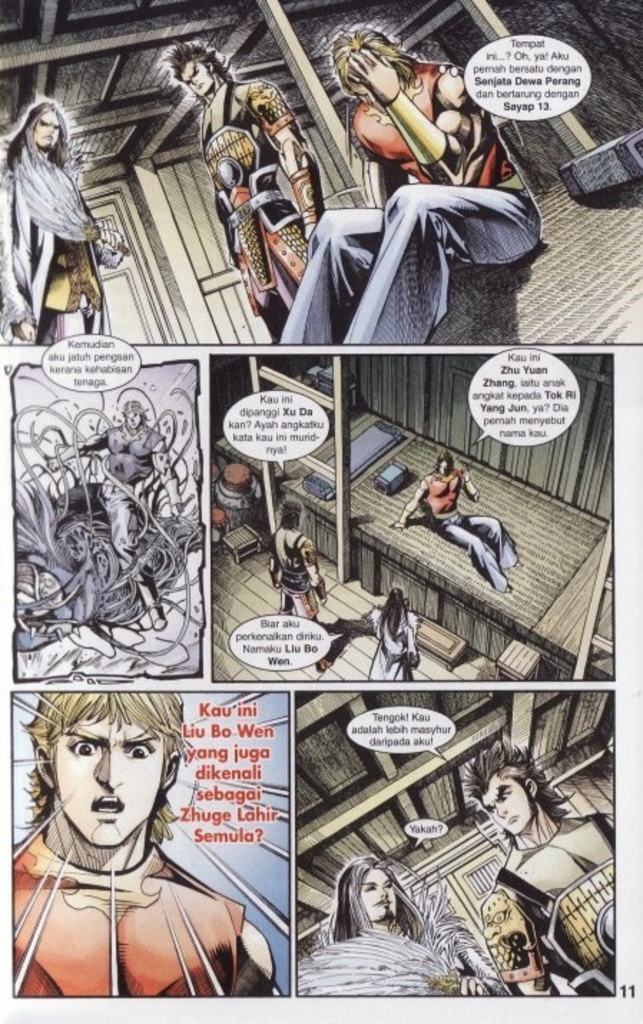 Tempat
ini...? Oh, ya! Aku
pernah bersatu dengan
Senjata Dewa Perang
dan bertarung dengan
Sayap 13.
Kemudian
aku jatuh pengsan
kerana kehabisan
tenaga.
Kau ini
dipanggi Xu Da
kan? Ayah angkatku
kata kau ini murid-
nya!
Kau ini
Zhu Yuan
Zhang, iaitu anak
angkat kepada Tok Ri
Yang Jun, ya? Dia
pernah menyebut
nama kau.
Biar aku
perkenalkan diriku.
Namaku Liu Bo
Wen.
Kau ini
Liu Bo Wen
yang juga
dikenali
sebagai
Zhuge Lahir
Semula?
Tengok! Kau
adalah lebih masyhur
daripada aku!
Yakah?
11